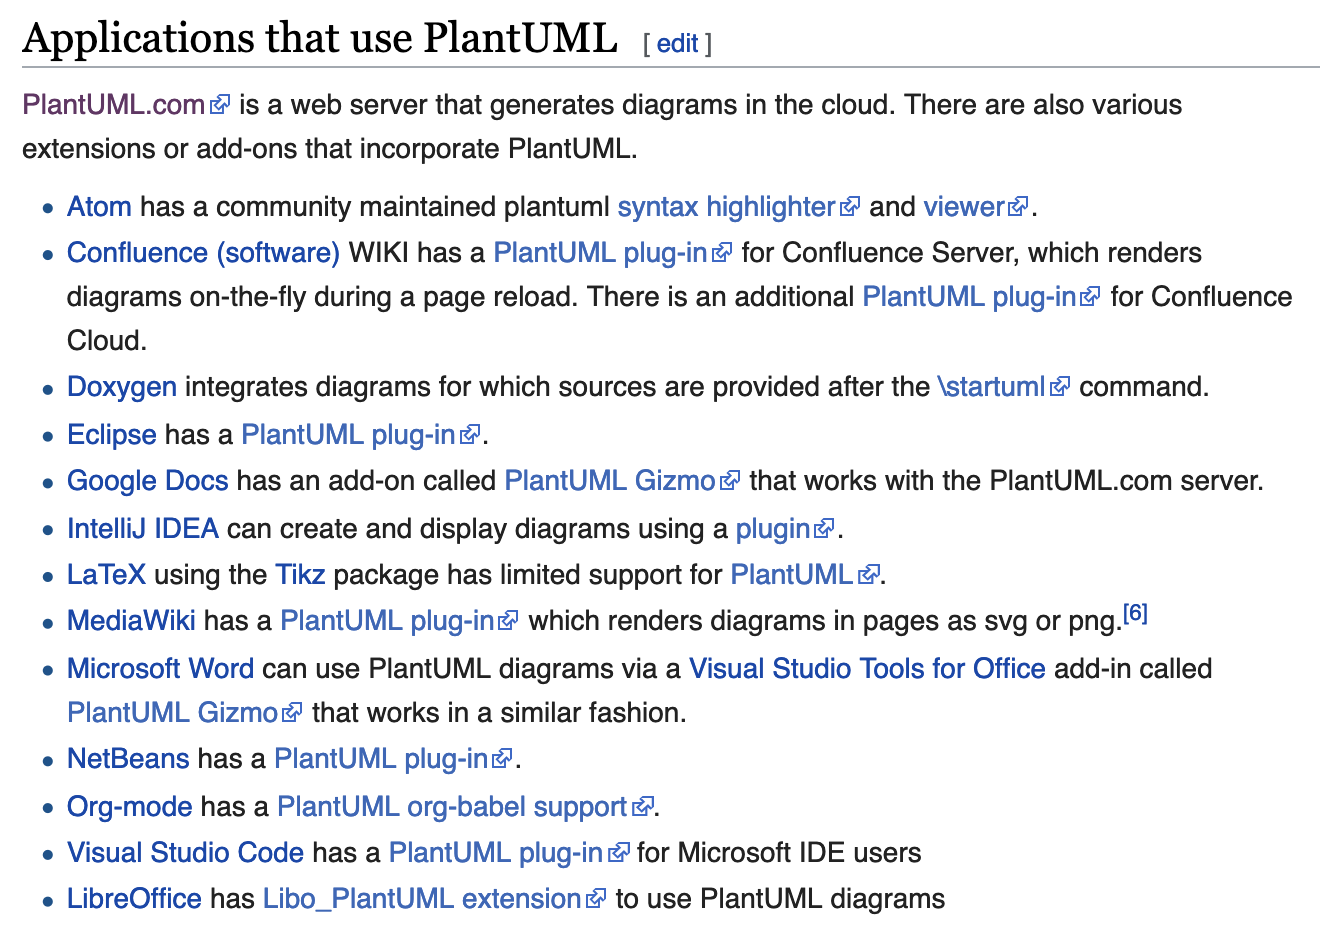 Applications that use PlantUML [ edit ]
PlantUML.com is a web server that generates diagrams in the cloud. There are also various
extensions or add-ons that incorporate PlantUML.
• Atom has a community maintained plantuml syntax highlighter and viewer.
• Confluence (software) WIKI has a PlantUML plug-in for Confluence Server, which renders
diagrams on-the-fly during a page reload. There is an additional PlantUML plug-in for Confluence
Cloud.
• Doxygen integrates diagrams for which sources are provided after the \startuml command.
• Eclipse has a PlantUML plug-in.
• Google Docs has an add-on called PlantUML Gizmo that works with the PlantUML.com server.
• IntelliJ IDEA can create and display diagrams using a plugin.
• LaTeX using the Tikz package has limited support for PlantUML.
• MediaWiki has a PlantUML plug-in which renders diagrams in pages as svg or png.[6]
• Microsoft Word can use PlantUML diagrams via a Visual Studio Tools for Office add-in called
PlantUML Gizmo that works in a similar fashion.
• NetBeans has a PlantUML plug-in.
• Org-mode has a PlantUML org-babel support.
• Visual Studio Code has a PlantUML plug-in for Microsoft IDE users
• LibreOffice has Libo_PlantUML extension to use PlantUML diagrams